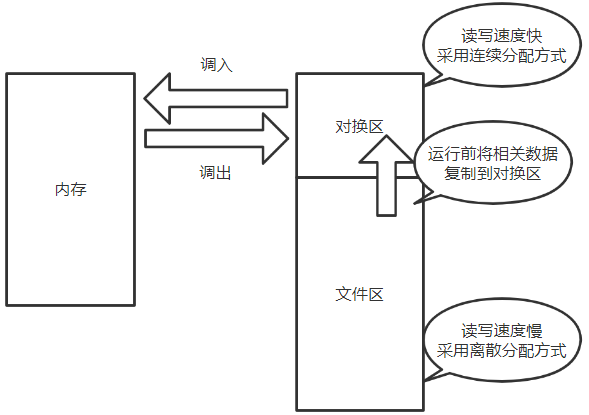 读写速度快
采用连续分配方式
调入
对换区
运行前将相关数据
复制到对换区
调出
内存
文件区
读写速度慢
采用离散分配方式